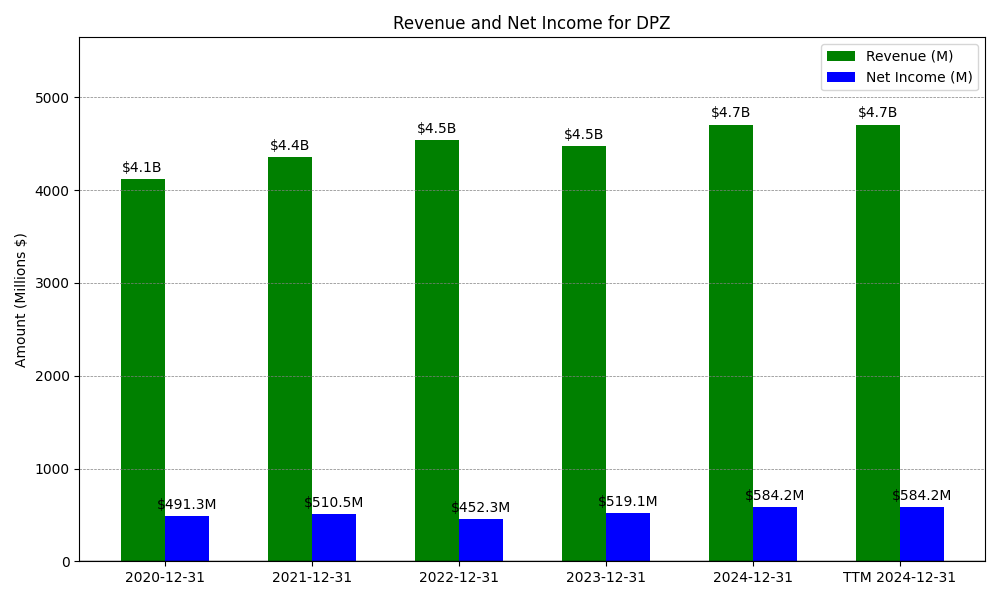 Revenue and Net Income for DPZ
Revenue (M)
Net Income (M)
Amount (Millions $)
5000
4000
3000
2000
1000
0
$4.1B
$4.4B
$4.5B
$4.5B
$4.7B
$4.7B
$491.3M
$510.5M
$452.3M
$519.1M
$584.2M
$584.2M
2020-12-31
2021-12-31
2022-12-31
2023-12-31
2024-12-31
TTM 2024-12-31